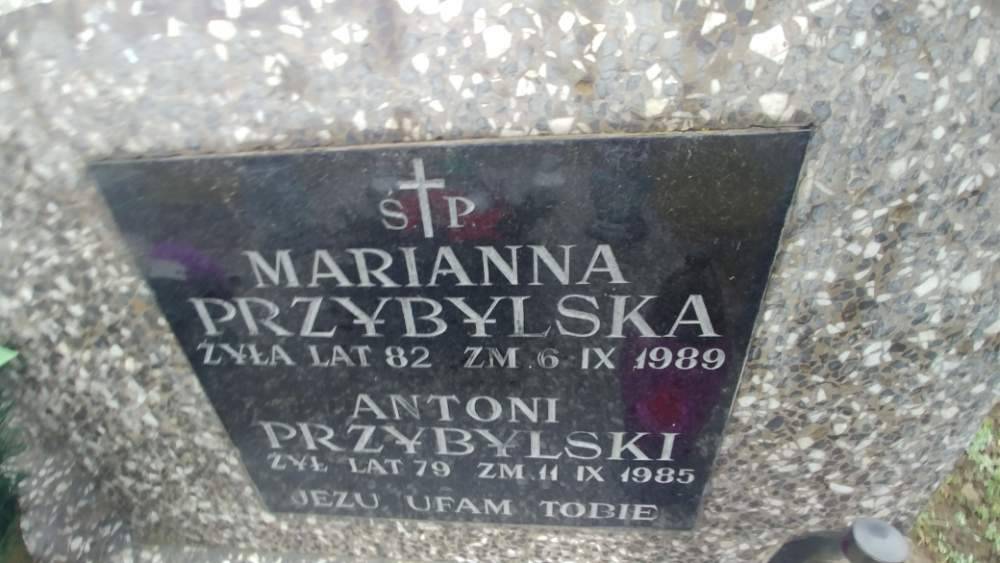 Ś P
MARIANNA
PRZYBYLSKA
ŻYŁA LAT 82 ZM. 6 IX 1989
ANTONI
PRZYBYLSKI
ŻYŁ LAT 79 ZM. 11 IX 1985
JEZU UFAM TOBIE